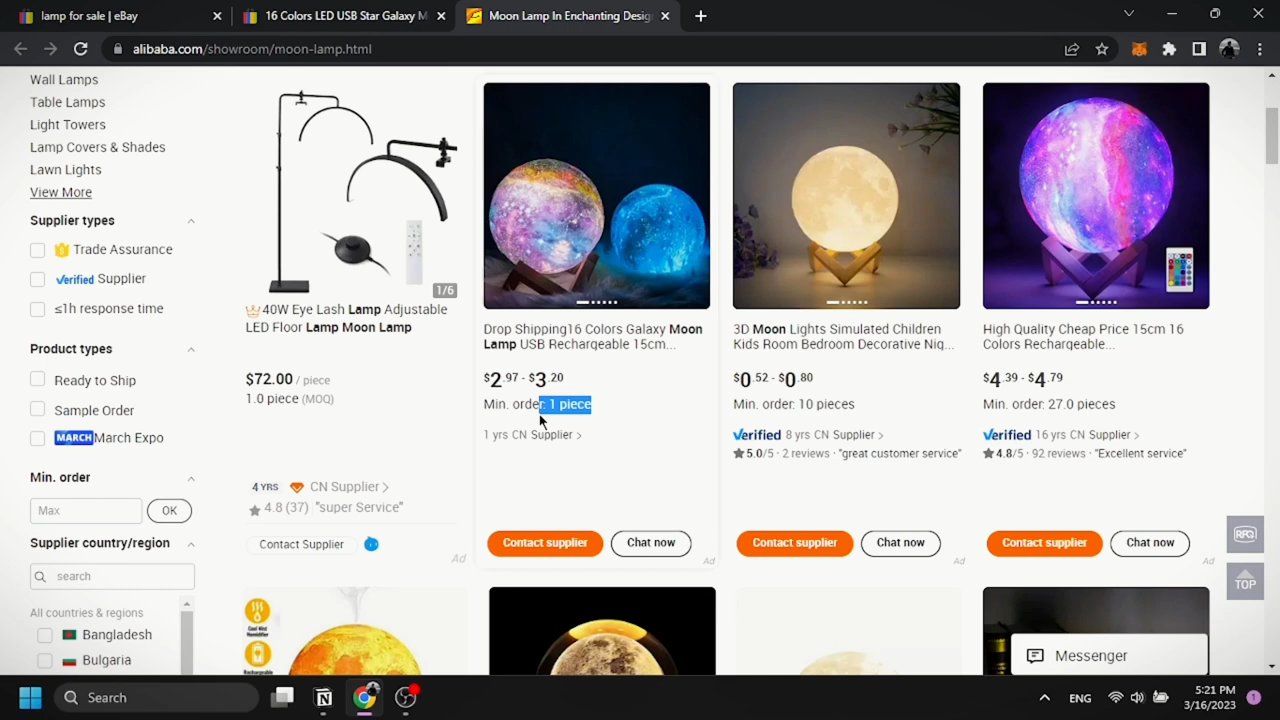 lamp for sale | eBay
16 Colors LED USB Star Galaxy M
Moon Lamp In Enchanting Desig
alibaba.com/showroom/moon-lamp.html
Wall Lamps
Table Lamps
Light Towers
Lamp Covers & Shades
Lawn Lights
View More
Supplier types
Trade Assurance
Verified Supplier
≤1h response time
Product types
Ready to Ship
Sample Order
MARCH March Expo
Min. order
Max
OK
Supplier country/region
search
All countries & regions
Bangladesh
Bulgaria
1/6
40W Eye Lash Lamp Adjustable
LED Floor Lamp Moon Lamp
$72.00 / piece
1.0 piece (MOQ)
4 YRS CN Supplier >
4.8 (37) "super Service"
Contact Supplier
Ad
Drop Shipping16 Colors Galaxy Moon
Lamp USB Rechargeable 15cm...
$2.97 - $3.20
Min. order: 1 piece
1 yrs CN Supplier >
Contact supplier
Chat now
Ad
3D Moon Lights Simulated Children
Kids Room Bedroom Decorative Nig...
$0.52 - $0.80
Min. order: 10 pieces
Verified 8 yrs CN Supplier >
5.0/5 · 2 reviews · "great customer service"
Contact supplier
Chat now
Ad
High Quality Cheap Price 15cm 16
Colors Rechargeable...
$4.39 - $4.79
Min. order: 27.0 pieces
Verified 16 yrs CN Supplier >
4.8/5 · 92 reviews · "Excellent service"
Contact supplier
Chat now
Ad
RFQ
TOP
Cool Mist
Humidifier
Rechargeable
Messenger
Search
ENG
5:21 PM
3/16/2023
1